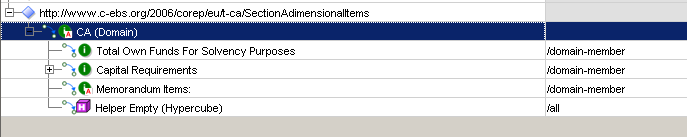 http://www.c-ebs.org/2006/corep/eu/t-ca/SectionAdimensionalItems
CA (Domain)
Total Own Funds For Solvency Purposes /domain-member
Capital Requirements /domain-member
Memorandum Items: /domain-member
Helper Empty (Hypercube) /all